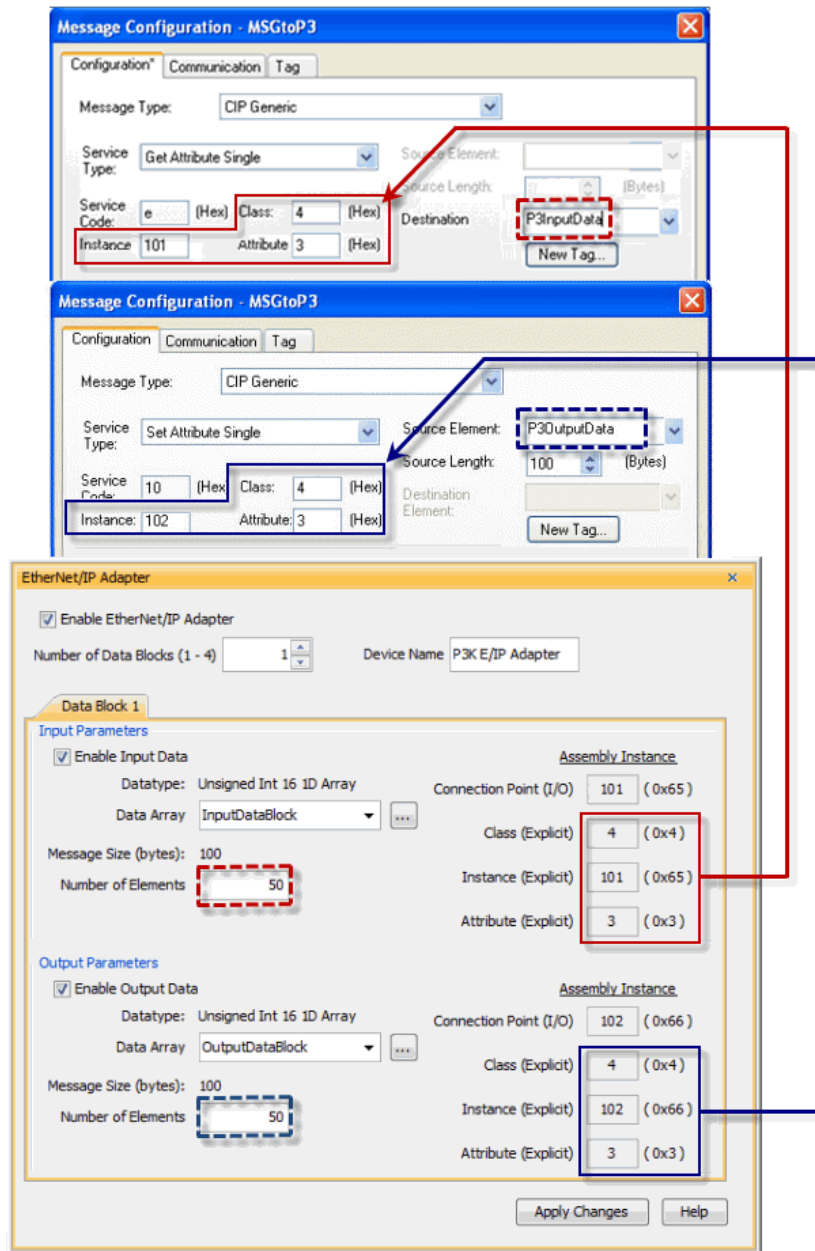 Message Configuration - MSGtoP3
Configuration* Communication Tag
Message Type: CIP Generic
Service Type: Get Attribute Single Source Element:
Source Length: (Bytes)
Service Code: e (Hex) Class: 4 (Hex) Destination P3InputData
Instance 101 Attribute 3 (Hex)
New Tag...
Message Configuration - MSGtoP3
Configuration Communication Tag
Message Type: CIP Generic
Service Type: Set Attribute Single Source Element: P3OutputData
Source Length: 100 (Bytes)
Service Code: 10 (Hex Class: 4 (Hex) Destination Element:
Instance: 102 Attribute: 3 (Hex)
New Tag...
EtherNet/IP Adapter
Enable EtherNet/IP Adapter
Number of Data Blocks (1 - 4) 1 Device Name P3K E/IP Adapter
Data Block 1
Input Parameters
Enable Input Data Assembly Instance
Datatype: Unsigned Int 16 1D Array Connection Point (I/O) 101 (0x65)
Data Array InputDataBlock ...
Class (Explicit) 4 (0x4)
Message Size (bytes): 100
Number of Elements 50 Instance (Explicit) 101 (0x65)
Attribute (Explicit) 3 (0x3)
Output Parameters
Enable Output Data Assembly Instance
Datatype: Unsigned Int 16 1D Array Connection Point (I/O) 102 (0x66)
Data Array OutputDataBlock ...
Class (Explicit) 4 (0x4)
Message Size (bytes): 100
Number of Elements 50 Instance (Explicit) 102 (0x66)
Attribute (Explicit) 3 (0x3)
Apply Changes Help